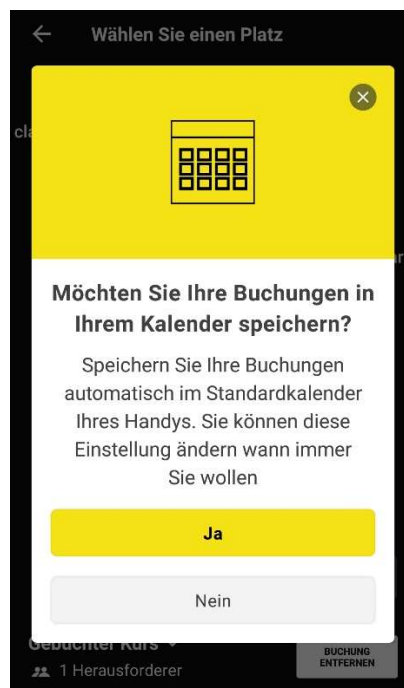 Wählen Sie einen Platz
Möchten Sie Ihre Buchungen in
Ihrem Kalender speichern?
Speichern Sie Ihre Buchungen
automatisch im Standardkalender
Ihres Handys. Sie können diese
Einstellung ändern wann immer
Sie wollen
Ja
Nein
Gebuchter Kurs
BUCHUNG
ENTFERNEN
1 Herausforderer